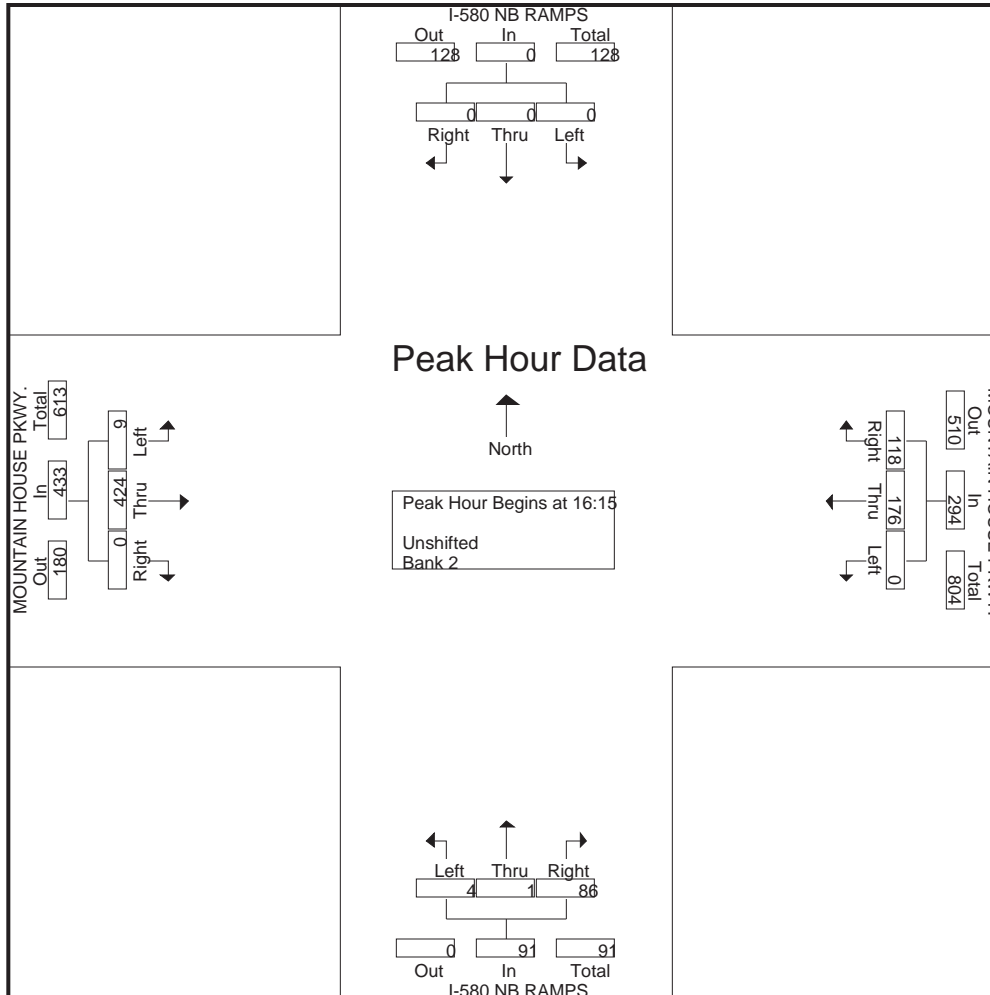 I-580 NB RAMPS
Out In Total
128 0 128
0 0 0
Right Thru Left
Peak Hour Data
North
Peak Hour Begins at 16:15
Unshifted
Bank 2
MOUNTAIN HOUSE PKWY.
Total In Out
613 433 180
9 424 0
Left Thru Right
Out In Total
510 294 804
118 176 0
Right Thru Left
Left Thru Right
4 1 86
0 91 91
Out In Total
I-580 NB RAMPS